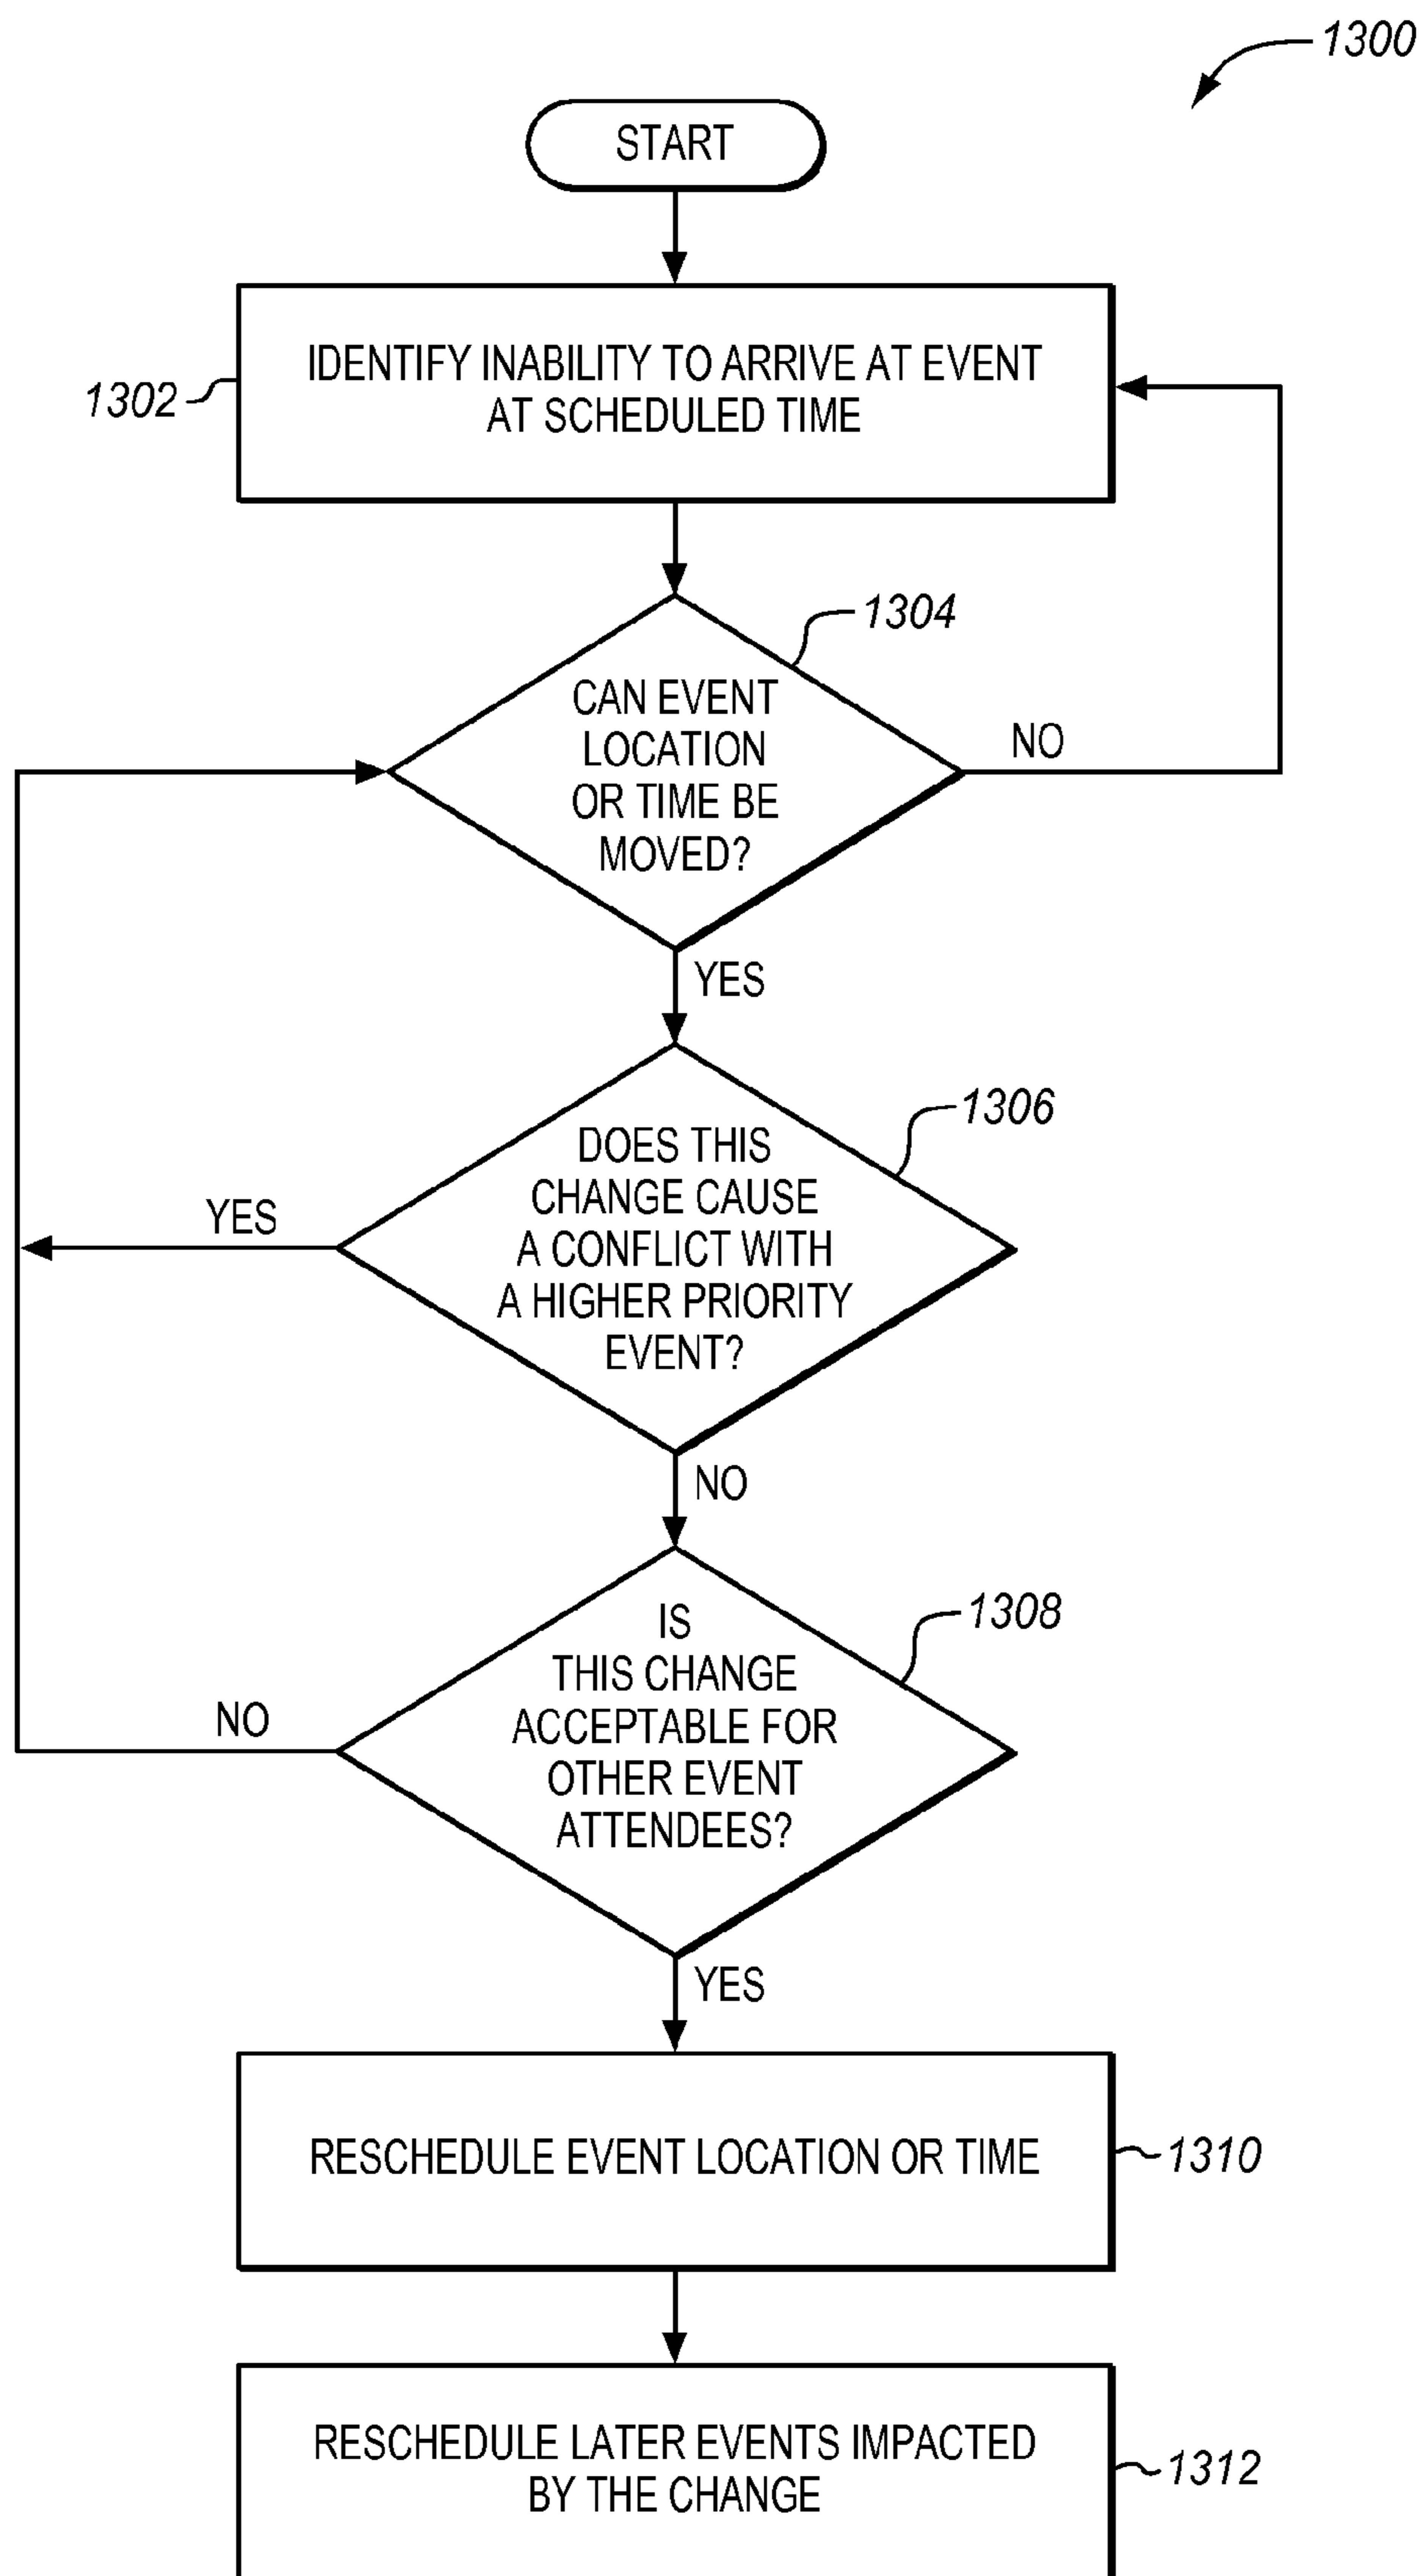 1300
START
IDENTIFY INABILITY TO ARRIVE AT EVENT
AT SCHEDULED TIME
1302
1304
CAN EVENT
LOCATION
OR TIME BE
MOVED?
NO
YES
1306
DOES THIS
CHANGE CAUSE
A CONFLICT WITH
A HIGHER PRIORITY
EVENT?
YES
NO
1308
IS
THIS CHANGE
ACCEPTABLE FOR
OTHER EVENT
ATTENDEES?
NO
YES
RESCHEDULE EVENT LOCATION OR TIME
1310
RESCHEDULE LATER EVENTS IMPACTED
BY THE CHANGE
1312